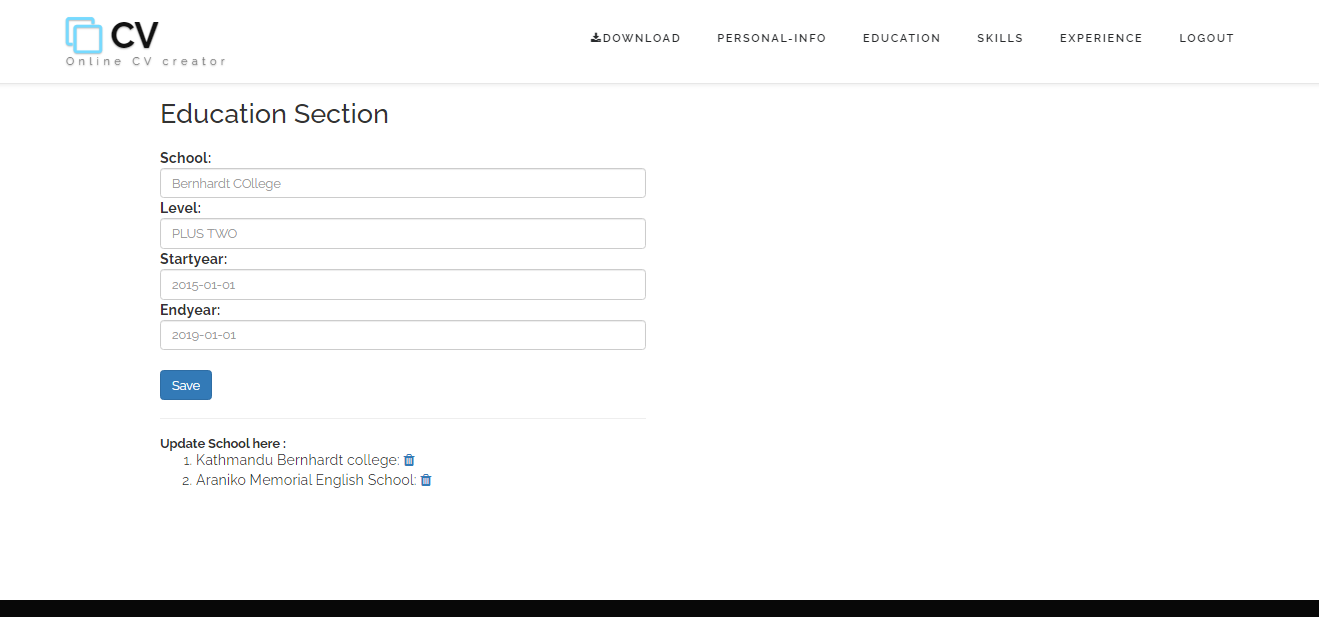 CV
Online CV creator
DOWNLOAD PERSONAL-INFO EDUCATION SKILLS EXPERIENCE LOGOUT
Education Section
School:
Bernhardt COllege
Level:
PLUS TWO
Startyear:
2015-01-01
Endyear:
2019-01-01
Save
Update School here :
1. Kathmandu Bernhardt college:
2. Araniko Memorial English School: